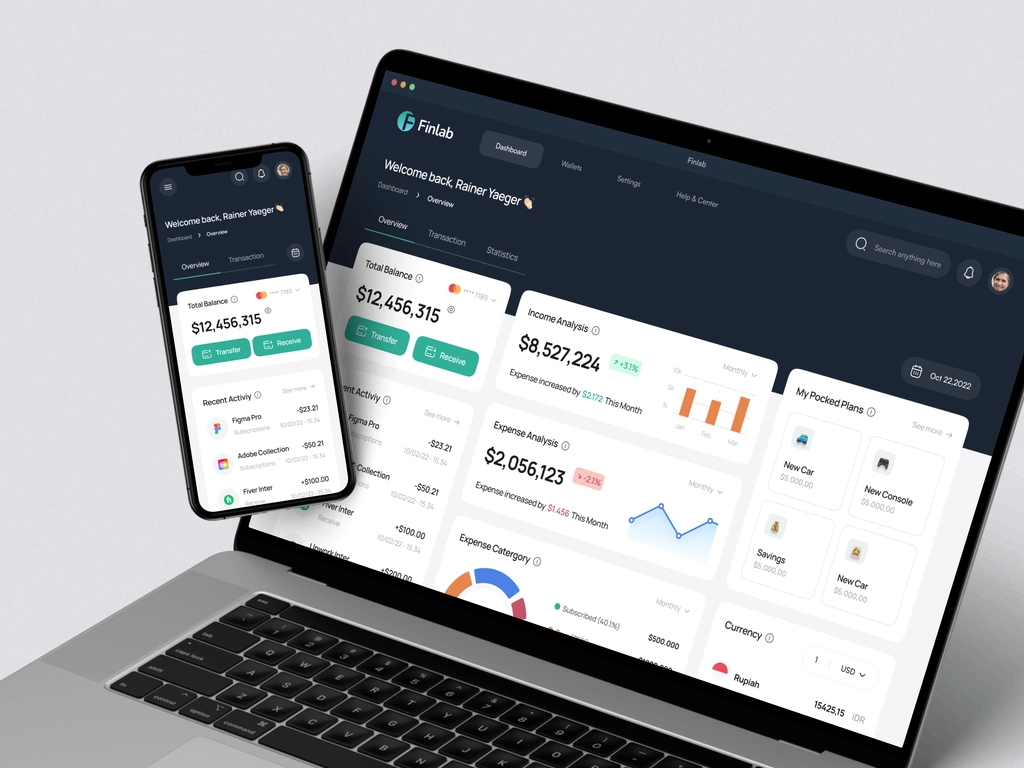 Welcome back, Rainer Yaeger
Dashboard > Overview
Overview
Transaction
Total Balance
**** 7189
$12,456,315
Transfer
Receive
Recent Activiy
See more →
Figma Pro
-$23.21
Subscriptions
10/02/22 - 15.34
Adobe Collection
-$50.21
Subscriptions
10/02/22 - 15.34
Fiver Inter
+$100.00
Receive
Finlab
Finlab
Dashboard
Wallets
Settings
Help & Center
Search anything here
Welcome back, Rainer Yaeger
Dashboard > Overview
Overview
Transaction
Statistics
Oct 22,2022
Total Balance
**** 7189
$12,456,315
Transfer
Receive
Activiy
See more →
Figma Pro
-$23.21
10/02/22 - 15.34
Collection
-$50.21
10/02/22 - 15.34
Fiver Inter
+$100.00
Receive
10/02/22 - 15.34
Upwork Inter
+$200.00
Income Analysis
$8,527,224
+3.1%
Monthly
Expense increased by $2.172 This Month
10k
5k
1k
Jan
Feb
Mar
Expense Analysis
$2,056,123
-2.1%
Monthly
Expense increased by $1.456 This Month
Expense Catergory
Monthly
Subscribed (40.1%)
$500.000
My Pocked Plans
See more →
New Car
$5.000,00
New Console
$5.000,00
Savings
$5.000,00
New Car
$5.000,00
Currency
1
USD
Rupiah
15425,15 IDR
esc
tab
caps lock
shift
fn
control
option
command
Q
W
E
R
T
Y
U
A
S
D
F
G
H
Z
X
C
V
B
N